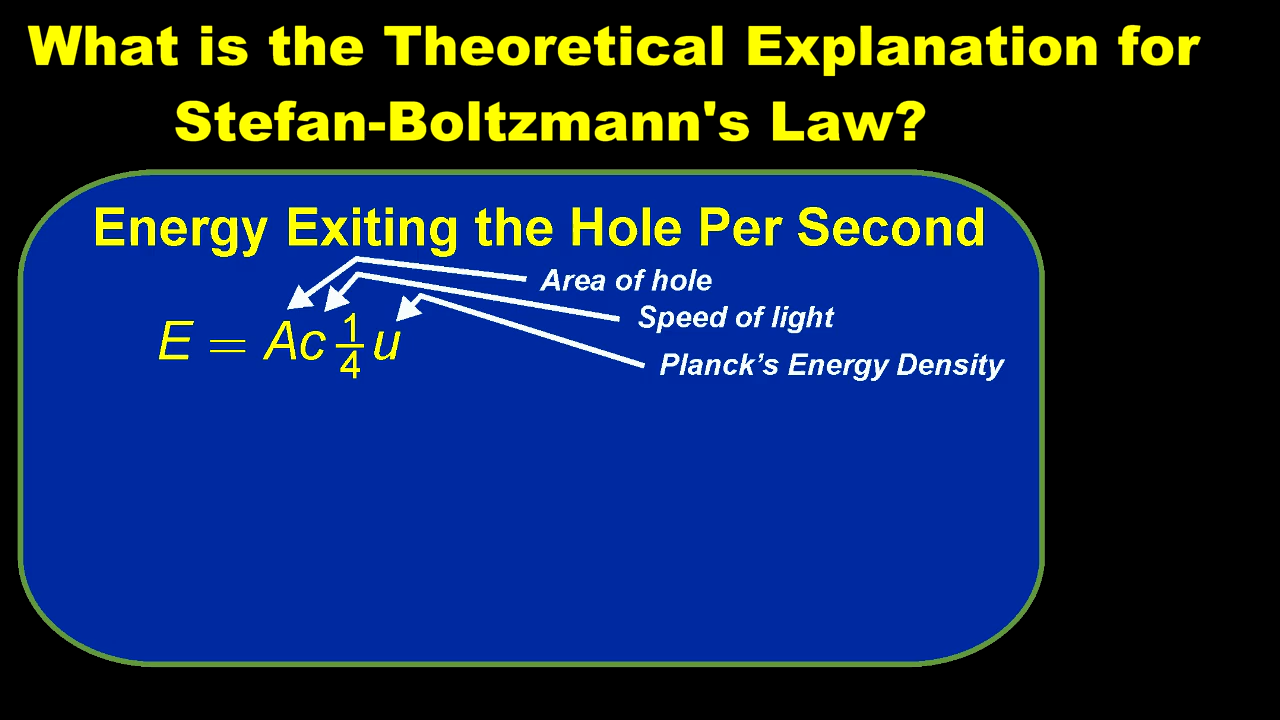 What is the Theoretical Explanation for
Stefan-Boltzmann's Law?
Energy Exiting the Hole Per Second
Area of hole
Speed of light
E = Ac 1/4 u
Planck’s Energy Density